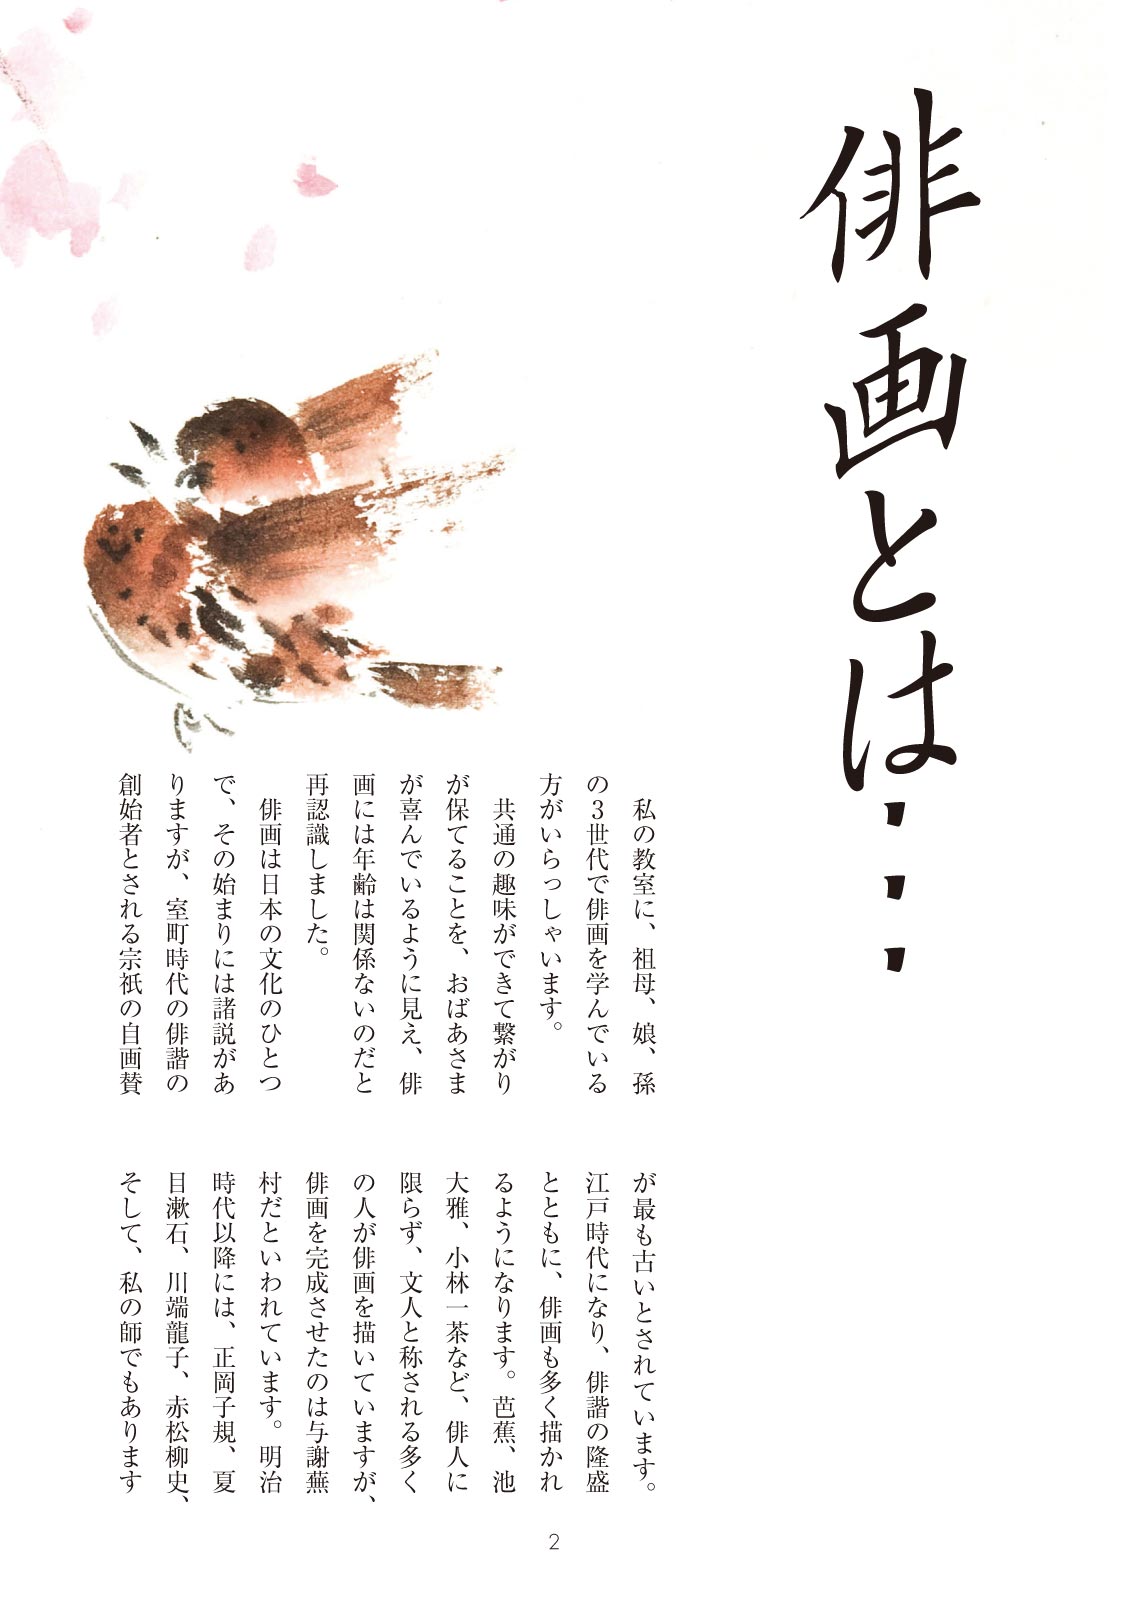 俳画とは・・・
私の教室に、祖母、娘、孫
の3世代で俳画を学んでいる
方がいらっしゃいます。
共通の趣味ができて繋がり
が保てることを、おばあさま
が喜んでいるように見え、俳
画には年齢は関係ないのだと
再認識しました。
俳画は日本の文化のひとつ
で、その始まりには諸説があ
りますが、室町時代の俳諧の
創始者とされる宗祇の自画賛
が最も古いとされています。
江戸時代になり、俳諧の隆盛
とともに、俳画も多く描かれ
るようになります。芭蕉、池
大雅、小林一茶など、俳人に
限らず、文人と称される多く
の人が俳画を描いていますが、
俳画を完成させたのは与謝蕪
村だといわれています。明治
時代以降には、正岡子規、夏
目漱石、川端龍子、赤松柳史、
そして、私の師でもあります
2